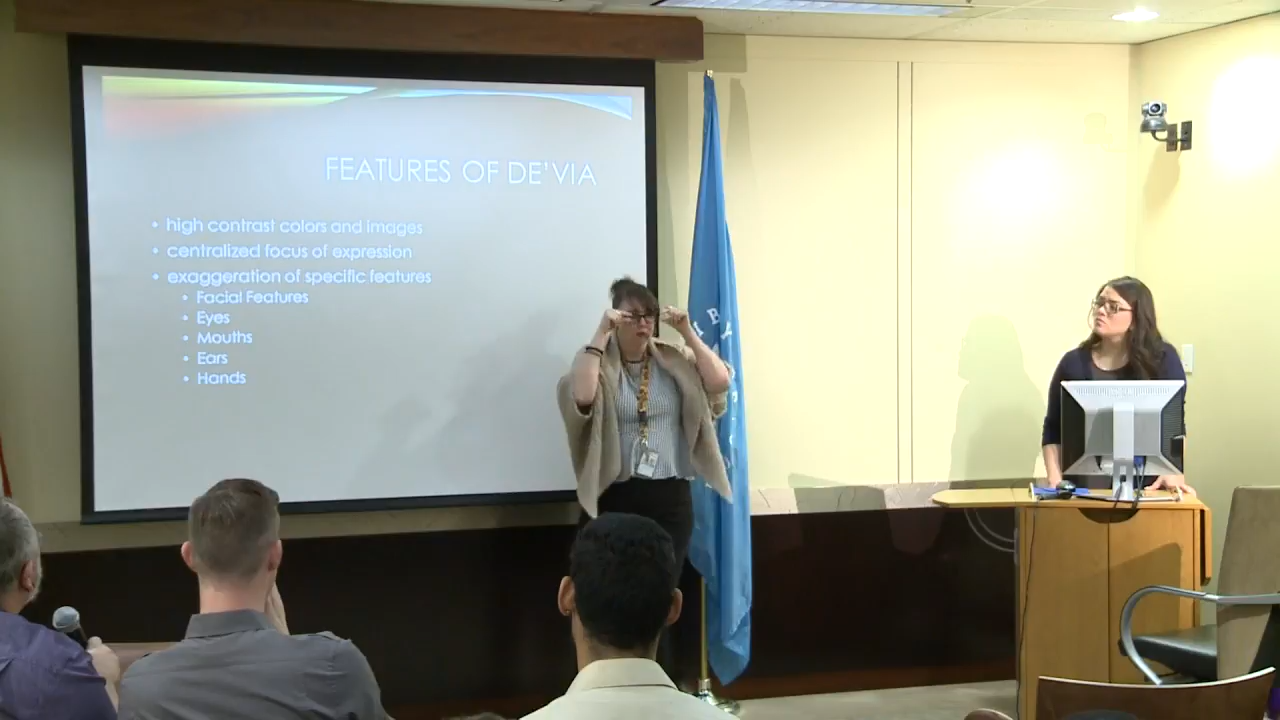 FEATURES OF DE'VIA
• high contrast colors and images
• centralized focus of expression
• exaggeration of specific features
• Facial Features
• Eyes
• Mouths
• Ears
• Hands